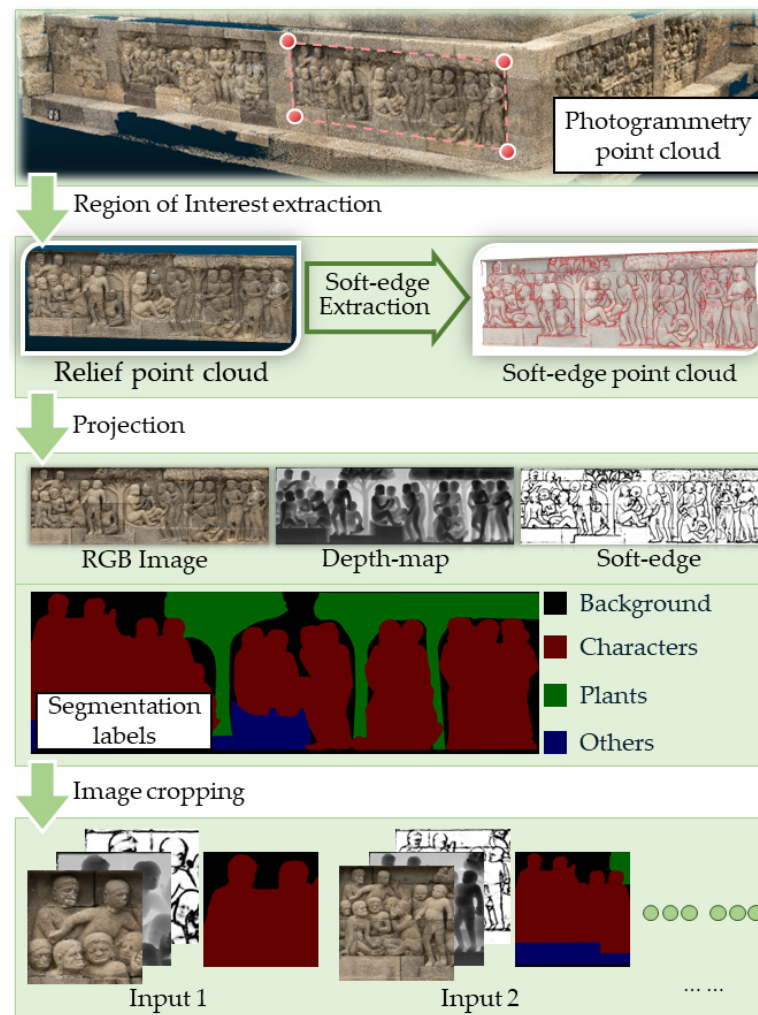 Photogrammetry
point cloud
Region of Interest extraction
Soft-edge
Extraction
Relief point cloud
Soft-edge point cloud
Projection
RGB Image
Depth-map
Soft-edge
Background
Characters
Plants
Others
Segmentation
labels
Image cropping
Input 1
Input 2
... ...